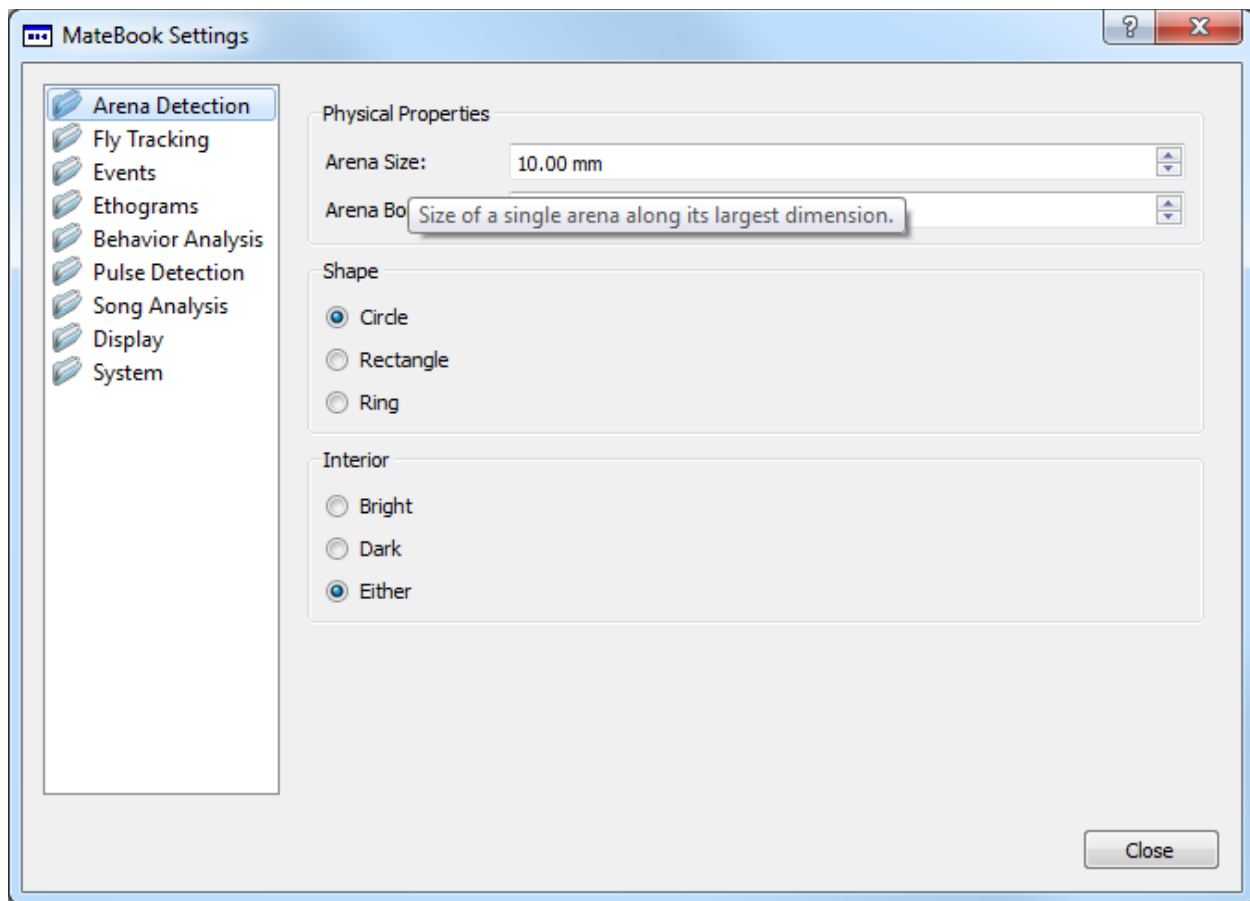 MateBook Settings
Arena Detection
Fly Tracking
Events
Ethograms
Behavior Analysis
Pulse Detection
Song Analysis
Display
System
Physical Properties
Arena Size: 10.00 mm
Arena
Size of a single arena along its largest dimension.
Shape
Circle
Rectangle
Ring
Interior
Bright
Dark
Either
Close